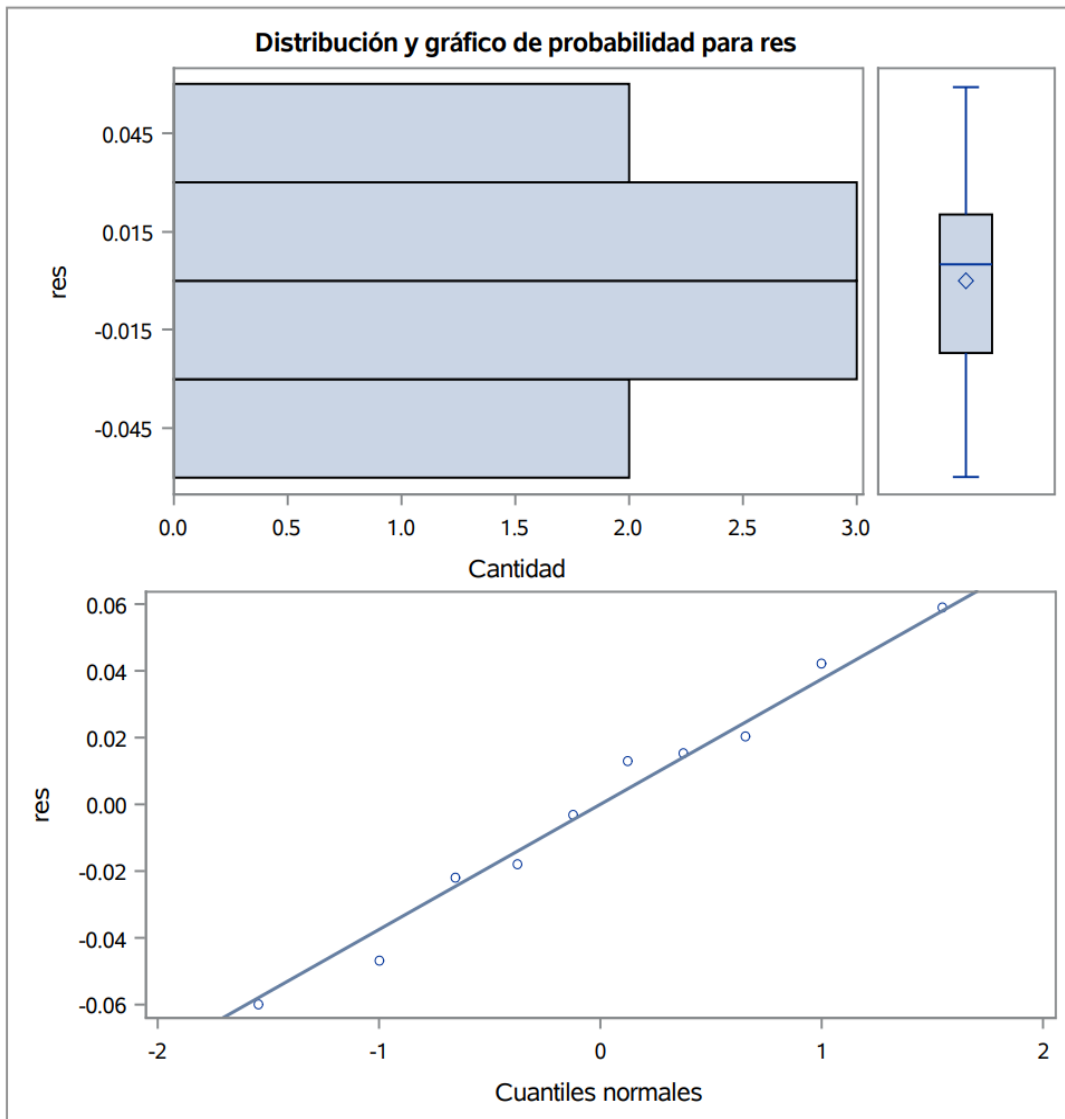 Distribución y gráfico de probabilidad para res
0.045
0.015
-0.015
-0.045
res
0.0 0.5 1.0 1.5 2.0 2.5 3.0
Cantidad
0.06
0.04
0.02
0.00
-0.02
-0.04
-0.06
res
-2 -1 0 1 2
Cuantiles normales